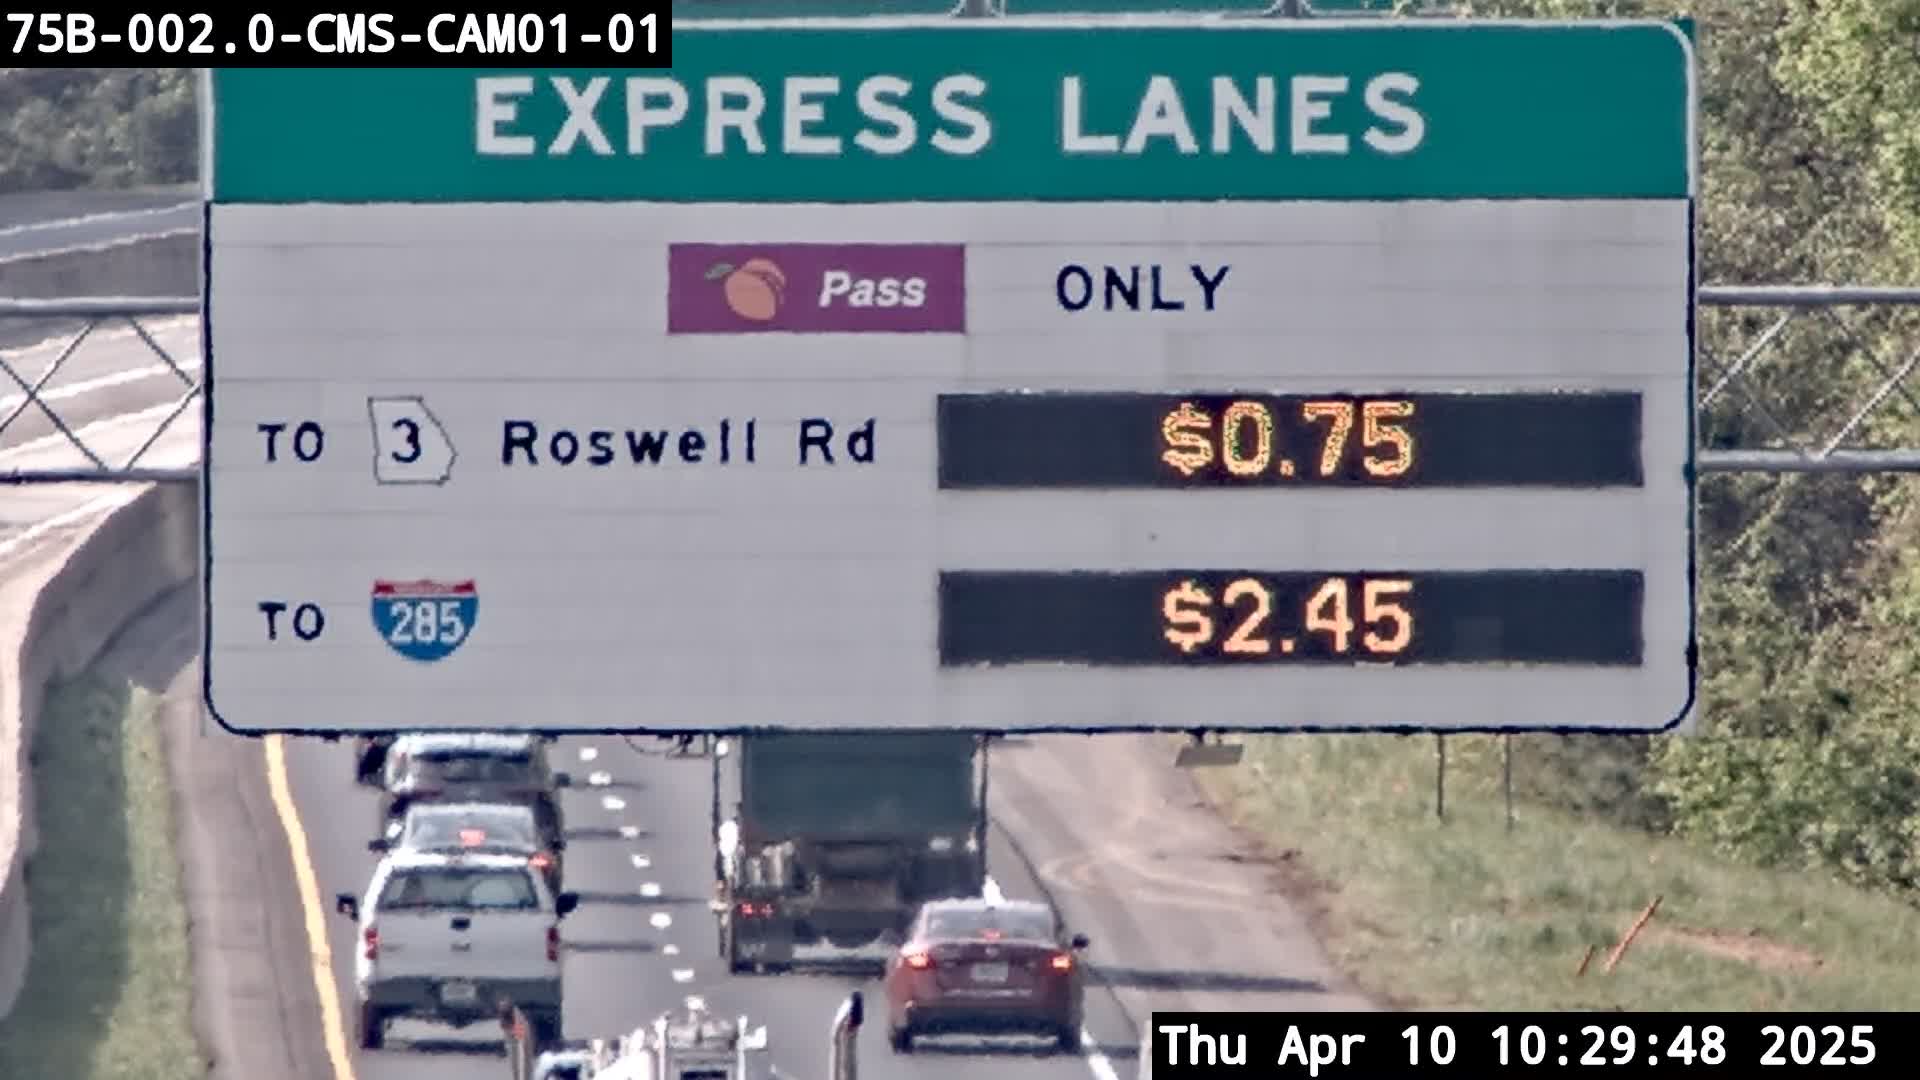 75B-002.0-CMS-CAM01-01
EXPRESS LANES
Pass ONLY
TO 3 Roswell Rd $0.75
TO 285 $2.45
Thu Apr 10 10:29:48 2025